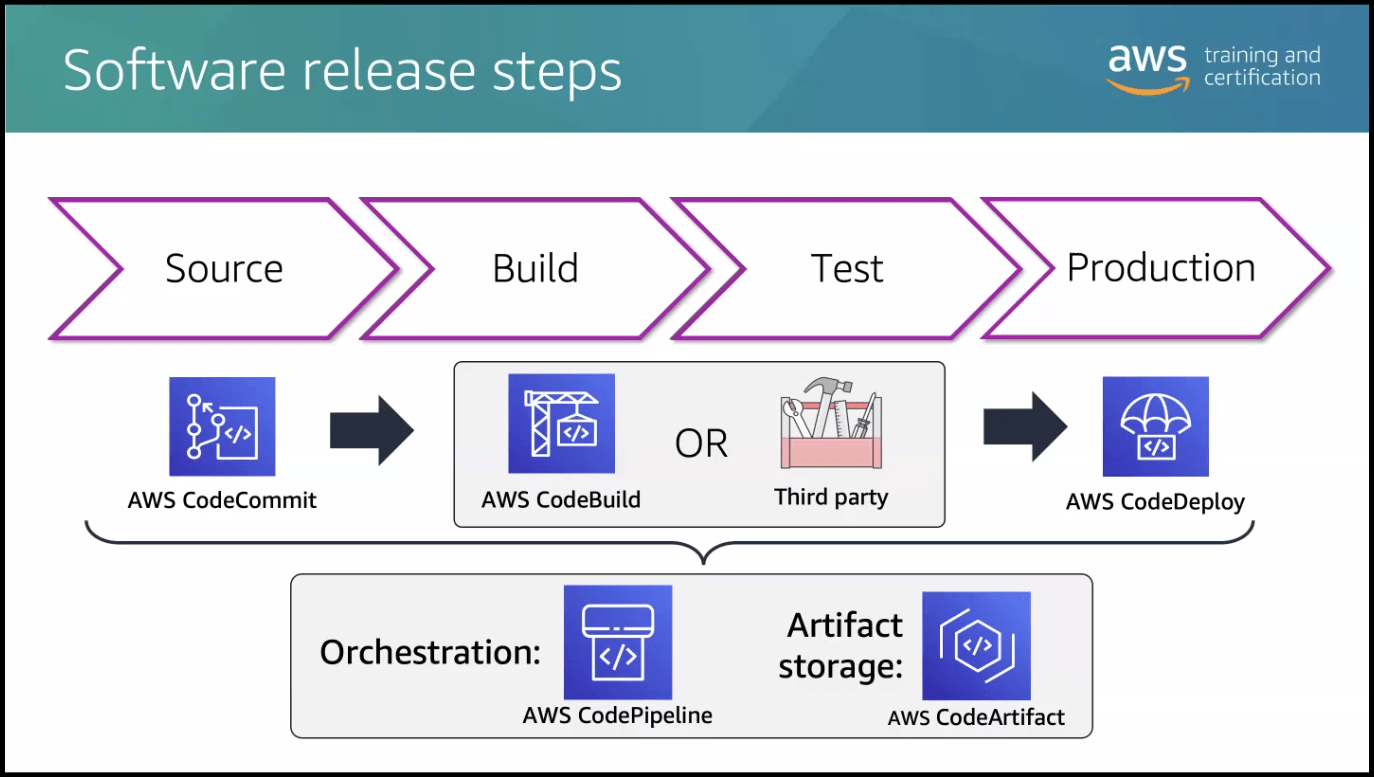 Software release steps
aws training and
certification
Source
Build
Test
Production
</>
AWS CodeCommit
</>
AWS CodeBuild
OR
Third party
</>
AWS CodeDeploy
Orchestration:
</>
AWS CodePipeline
Artifact
storage:
</>
AWS CodeArtifact